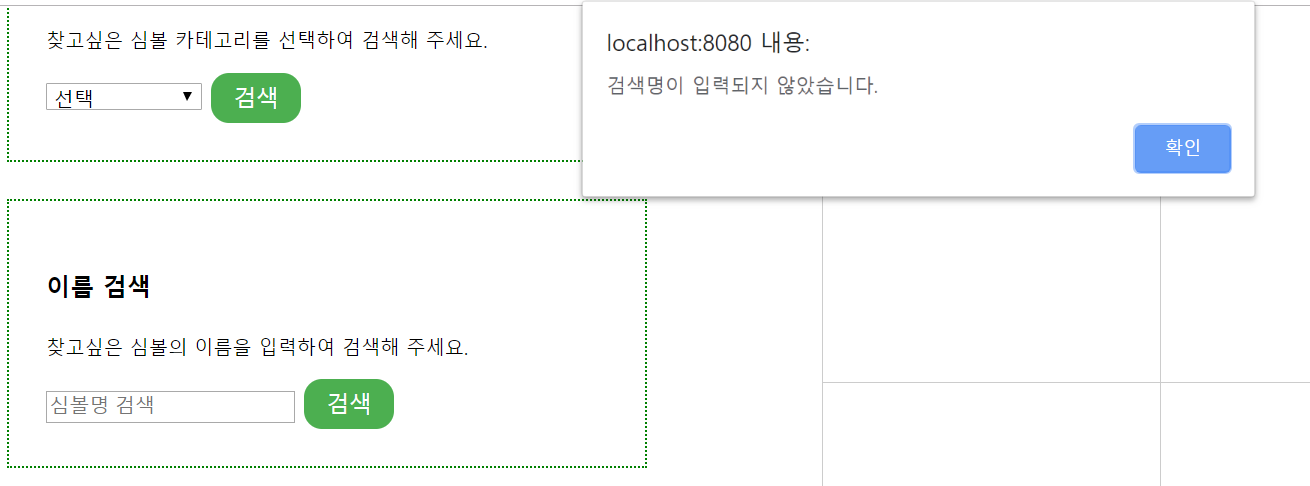 찾고싶은 심볼 카테고리를 선택하여 검색해 주세요.
선택 ▼ 검색
localhost:8080 내용:
검색명이 입력되지 않았습니다.
확인
이름 검색
찾고싶은 심볼의 이름을 입력하여 검색해 주세요.
심볼명 검색 검색